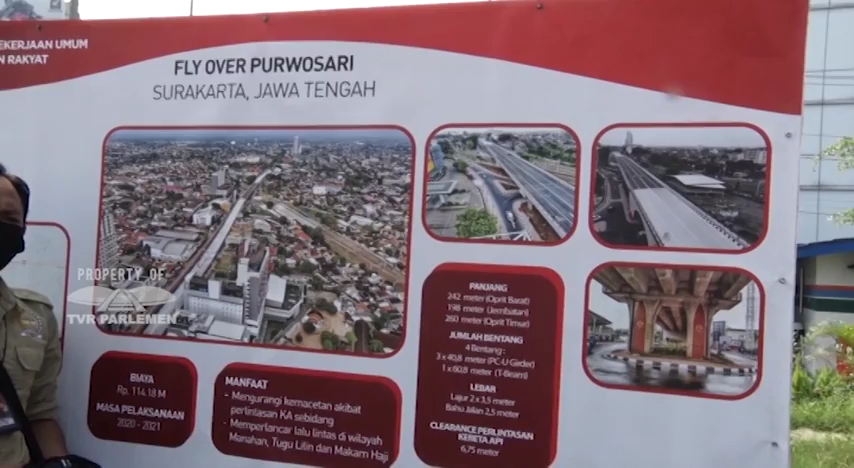 EKERJAAN UMUM
N RAKYAT
FLY OVER PURWOSARI
SURAKARTA, JAWA TENGAH
PROPERTY OF
TVR PARLEMEN
PANJANG
242 meter (Oprit Barat)
198 meter (Jembatan)
260 meter (Oprit Timur)
JUMLAH BENTANG
4 Bentang :
3 x 40,8 meter (PC-U-Girder)
1 x 60,8 meter (T-Beam)
LEBAR
Lajur 2 x 3,5 meter
Bahu Jalan 2,5 meter
CLEARANCE PERLINTASAN
KERETA API
6,75 meter
BIAYA
Rp. 114,18 M
MASA PELAKSANAAN
2020 - 2021
MANFAAT
- Mengurangi kemacetan akibat
perlintasan KA sebidang
- Memperlancar lalu lintas di wilayah
Manahan, Tugu Lilin dan Makam Haji